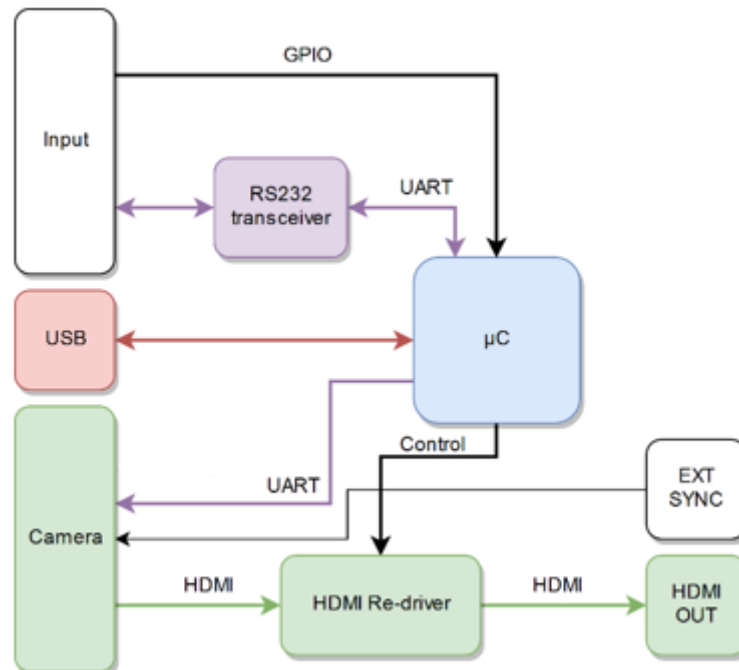 GPIO
Input
RS232
transceiver
UART
USB
µC
Control
UART
EXT
SYNC
Camera
HDMI
HDMI Re-driver
HDMI
HDMI
OUT